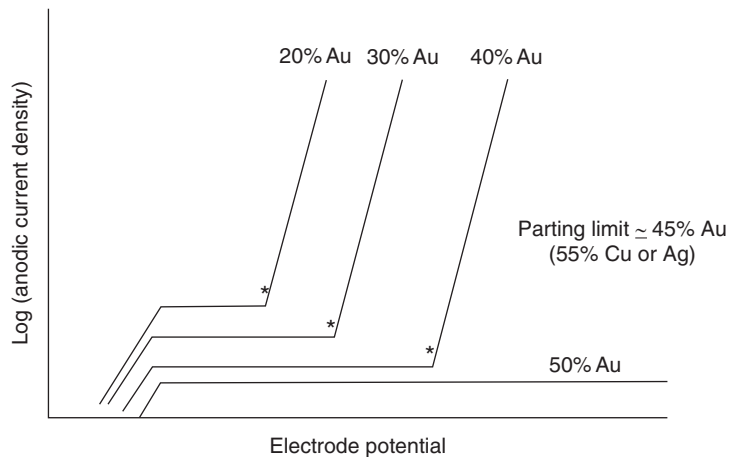 20% Au 30% Au 40% Au
Log (anodic current density)
*
*
*
Parting limit ≃ 45% Au
(55% Cu or Ag)
50% Au
Electrode potential